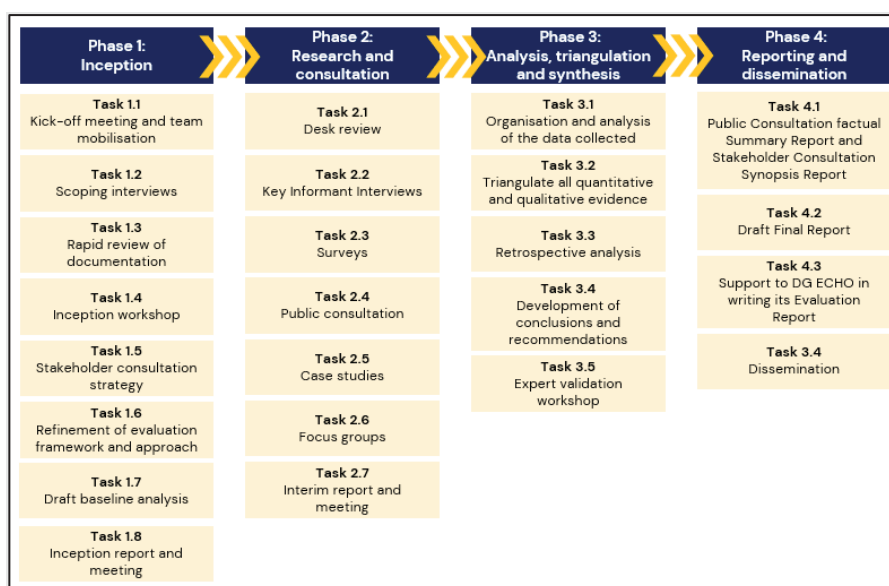 Phase 1:
Inception
Task 1.1
Kick-off meeting and team
mobilisation
Task 1.2
Scoping interviews
Task 1.3
Rapid review of
documentation
Task 1.4
Inception workshop
Task 1.5
Stakeholder consultation
strategy
Task 1.6
Refinement of evaluation
framework and approach
Task 1.7
Draft baseline analysis
Task 1.8
Inception report and
meeting
Phase 2:
Research and
consultation
Task 2.1
Desk review
Task 2.2
Key Informant Interviews
Task 2.3
Surveys
Task 2.4
Public consultation
Task 2.5
Case studies
Task 2.6
Focus groups
Task 2.7
Interim report and
meeting
Phase 3:
Analysis, triangulation
and synthesis
Task 3.1
Organisation and analysis
of the data collected
Task 3.2
Triangulate all quantitative
and qualitative evidence
Task 3.3
Retrospective analysis
Task 3.4
Development of
conclusions and
recommendations
Task 3.5
Expert validation
workshop
Phase 4:
Reporting and
dissemination
Task 4.1
Public Consultation factual
Summary Report and
Stakeholder Consultation
Synopsis Report
Task 4.2
Draft Final Report
Task 4.3
Support to DG ECHO in
writing its Evaluation
Report
Task 3.4
Dissemination